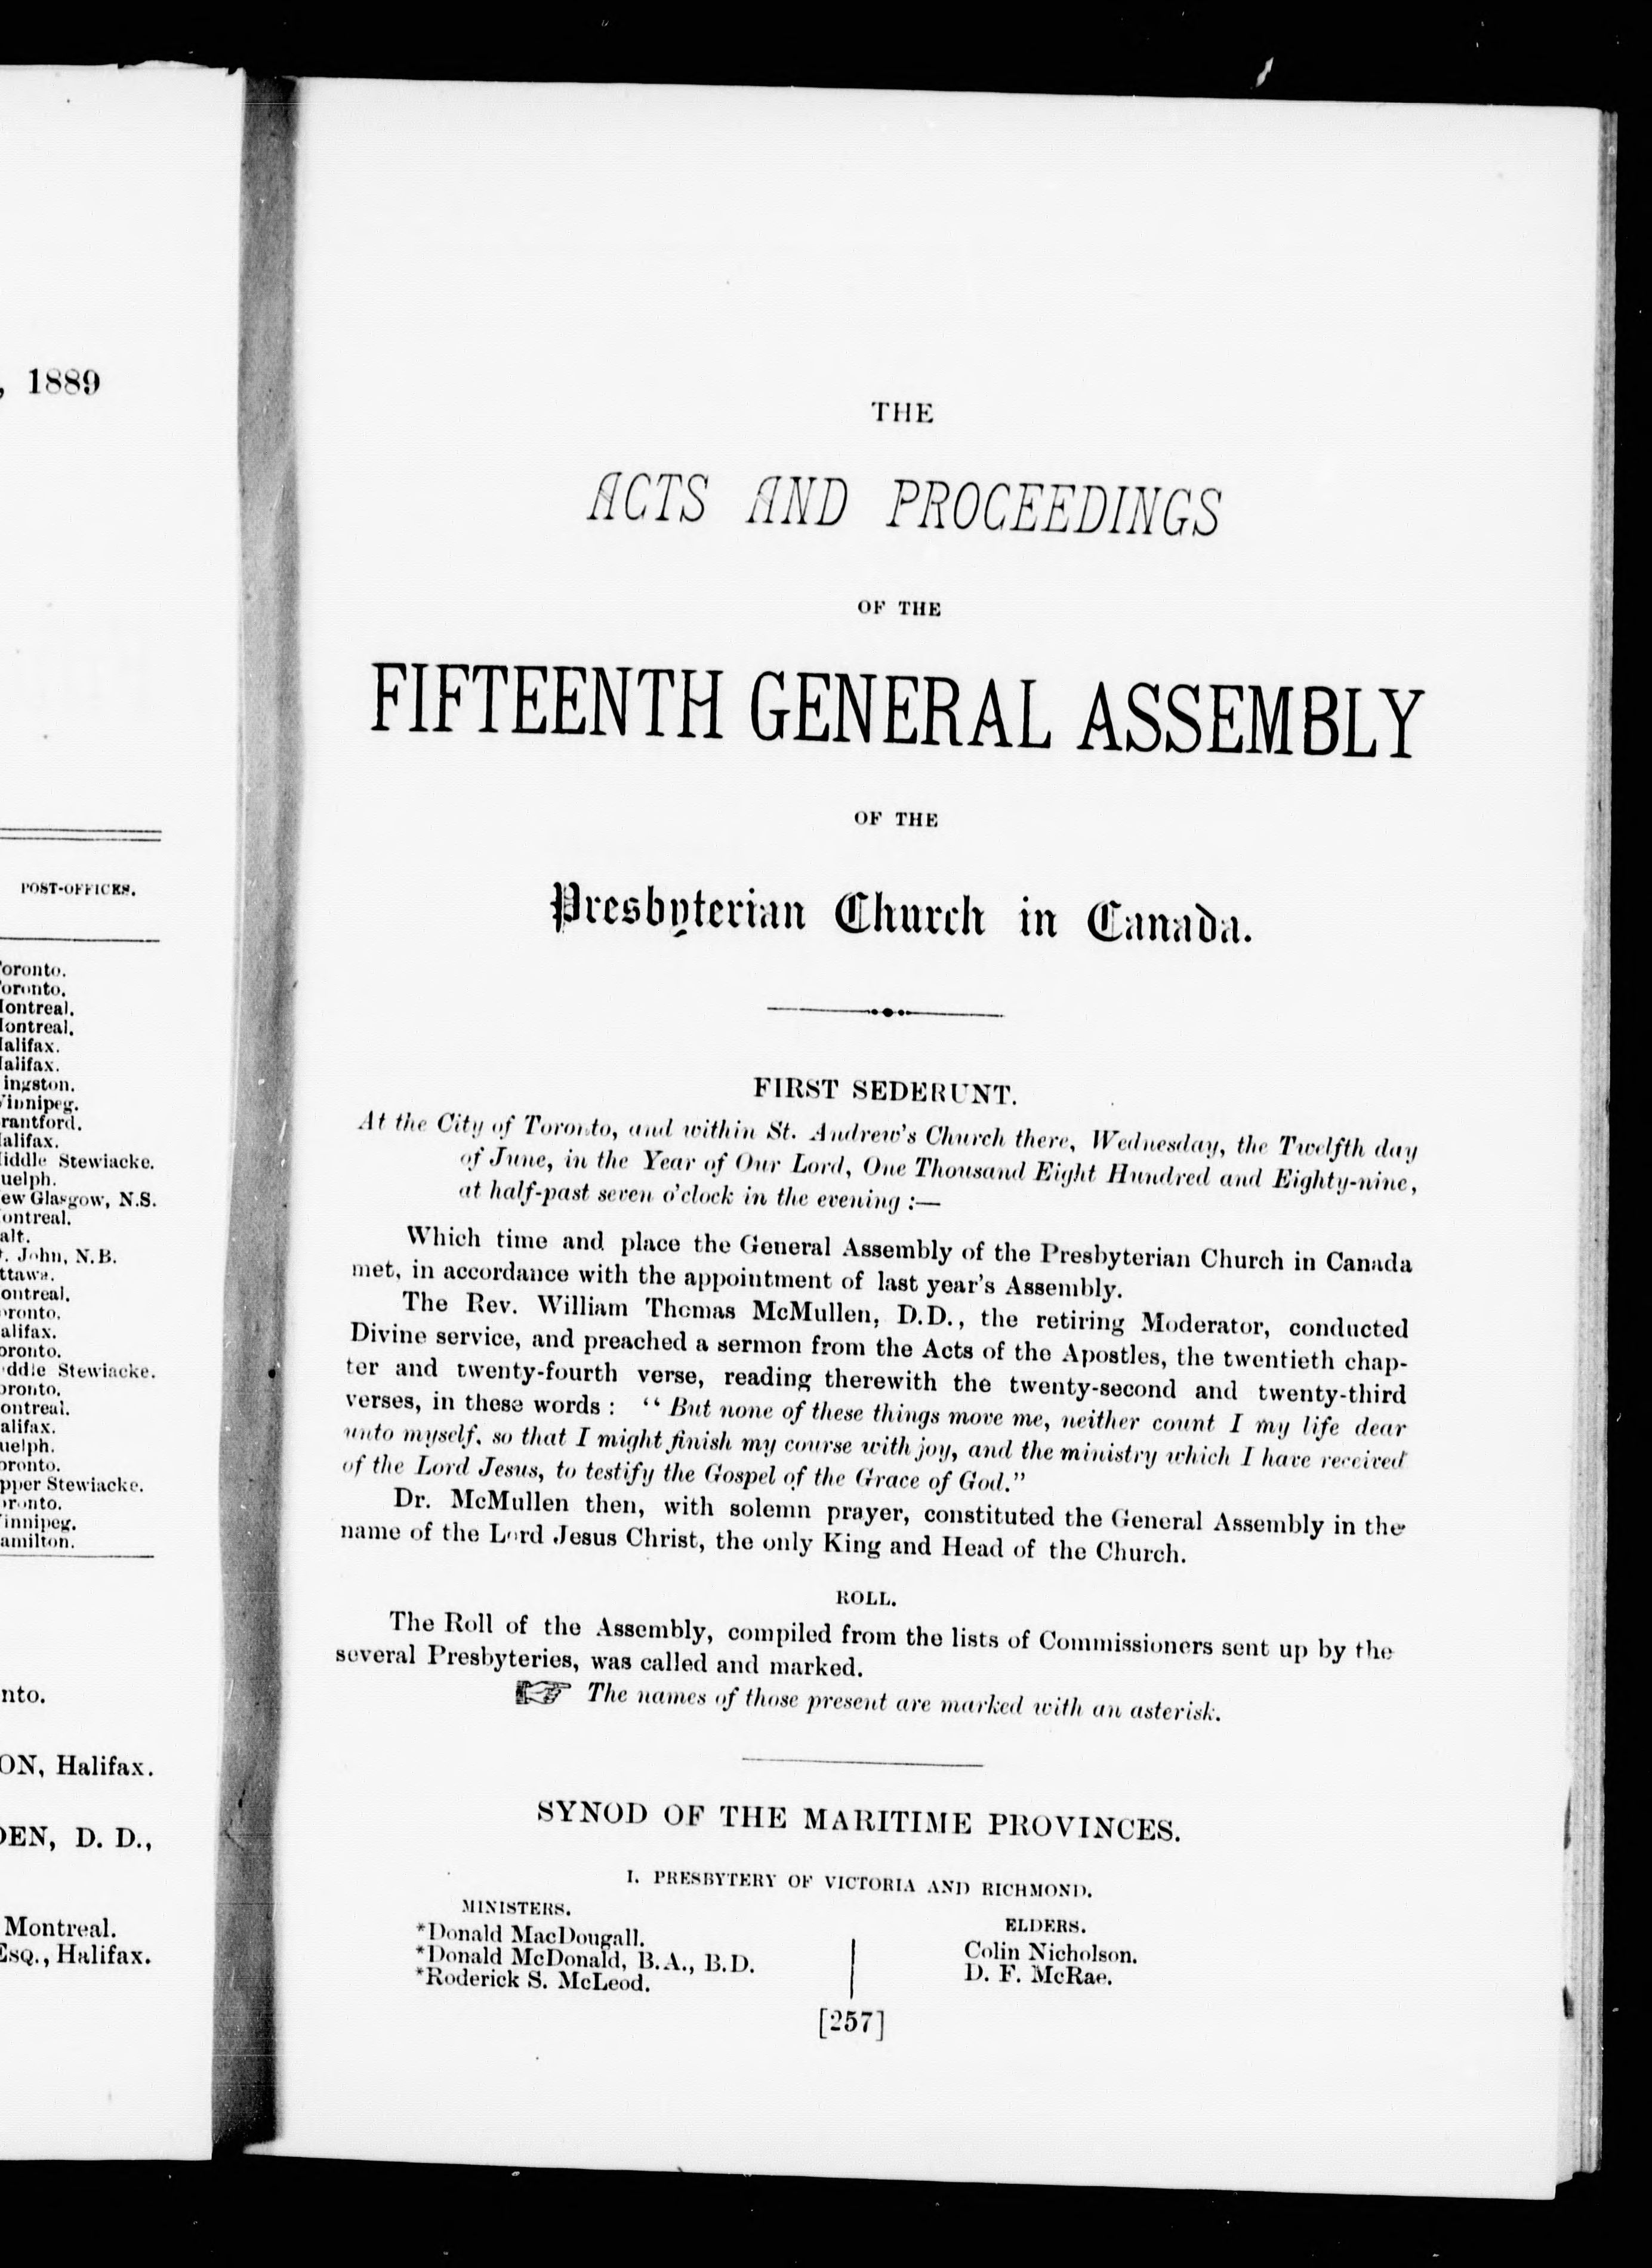 , 1889
POST-OFFICES.
oronto.
oronto.
ontreal.
ontreal.
alifax.
alifax.
ingston.
innipeg.
rantford.
alifax.
iddle Stewiacke.
uelph.
ew Glasgow, N.S.
ontreal.
alt.
. John, N.B.
ttawa.
ontreal.
ronto.
alifax.
oronto.
ddle Stewiacke.
oronto.
ontreal.
alifax.
uelph.
oronto.
pper Stewiacke.
ronto.
innipeg.
amilton.
nto.
ON, Halifax.
DEN, D. D.,
Montreal.
Esq., Halifax.
THE
ACTS AND PROCEEDINGS
OF THE
FIFTEENTH GENERAL ASSEMBLY
OF THE
Presbyterian Church in Canada.
FIRST SEDERUNT.
At the City of Toronto, and within St. Andrew's Church there, Wednesday, the Twelfth day
of June, in the Year of Our Lord, One Thousand Eight Hundred and Eighty-nine,
at half-past seven o'clock in the evening :—
Which time and place the General Assembly of the Presbyterian Church in Canada
met, in accordance with the appointment of last year's Assembly.
The Rev. William Thomas McMullen, D.D., the retiring Moderator, conducted
Divine service, and preached a sermon from the Acts of the Apostles, the twentieth chap-
ter and twenty-fourth verse, reading therewith the twenty-second and twenty-third
verses, in these words : "But none of these things move me, neither count I my life dear
unto myself, so that I might finish my course with joy, and the ministry which I have received
of the Lord Jesus, to testify the Gospel of the Grace of God."
Dr. McMullen then, with solemn prayer, constituted the General Assembly in the
name of the Lord Jesus Christ, the only King and Head of the Church.
ROLL.
The Roll of the Assembly, compiled from the lists of Commissioners sent up by the
several Presbyteries, was called and marked.
☞ The names of those present are marked with an asterisk.
SYNOD OF THE MARITIME PROVINCES.
I. PRESBYTERY OF VICTORIA AND RICHMOND.
MINISTERS.
*Donald MacDougall.
*Donald McDonald, B.A., B.D.
*Roderick S. McLeod.
ELDERS.
Colin Nicholson.
D. F. McRae.
[257]